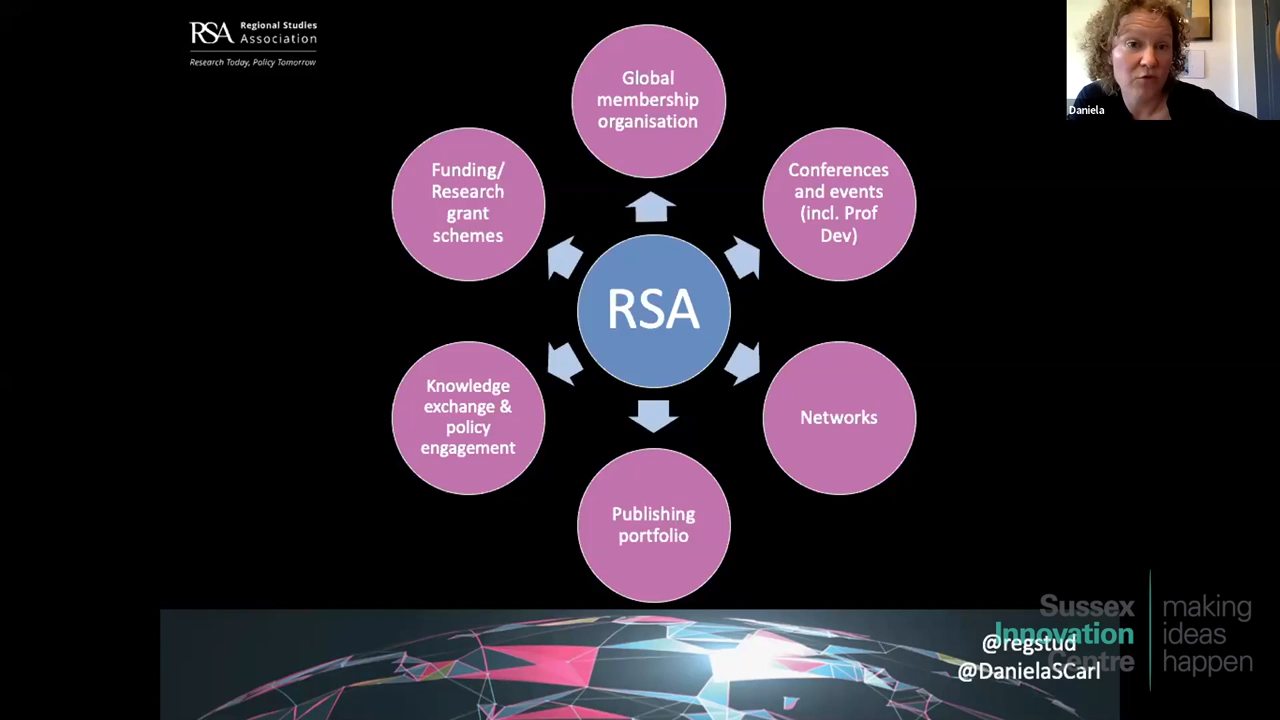 RSA Regional Studies
Association
Research Today, Policy Tomorrow
Daniela
Global
membership
organisation
Funding/
Research
grant
schemes
Conferences
and events
(incl. Prof
Dev)
RSA
Knowledge
exchange &
policy
engagement
Networks
Publishing
portfolio
Sussex
Innovation
Centre
making
ideas
happen
@regstud
@DanielaSCarl